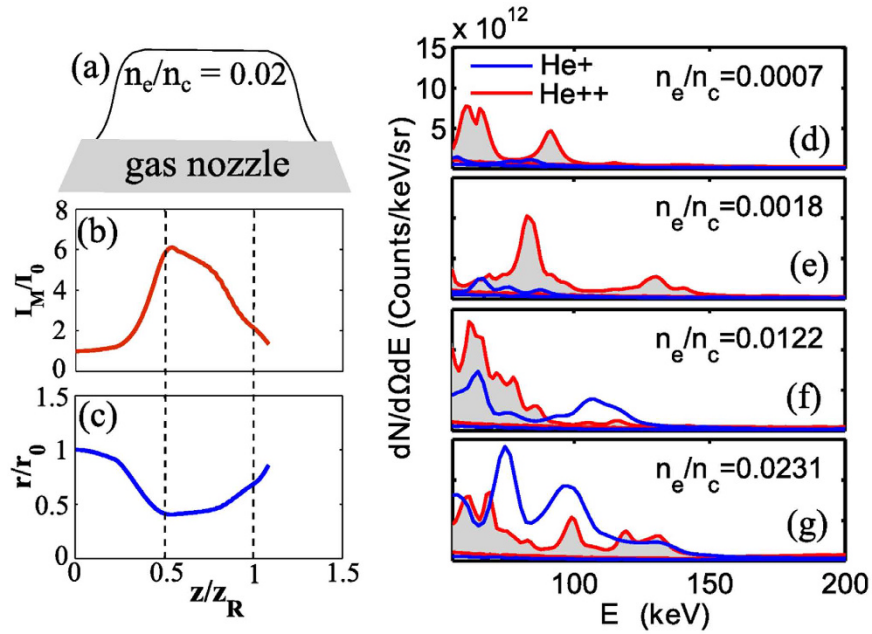 (a)
n_e/n_c = 0.02
gas nozzle
(b)
I_M/I_0
8
6
4
2
0
(c)
r/r_0
1.5
1
0.5
0
0 0.5 1 1.5
z/z_R
x 10^12
15
10
5
He+
He++
n_e/n_c=0.0007
(d)
n_e/n_c=0.0018
(e)
n_e/n_c=0.0122
(f)
n_e/n_c=0.0231
(g)
dN/dΩdE (Counts/keV/sr)
100 150 200
E (keV)